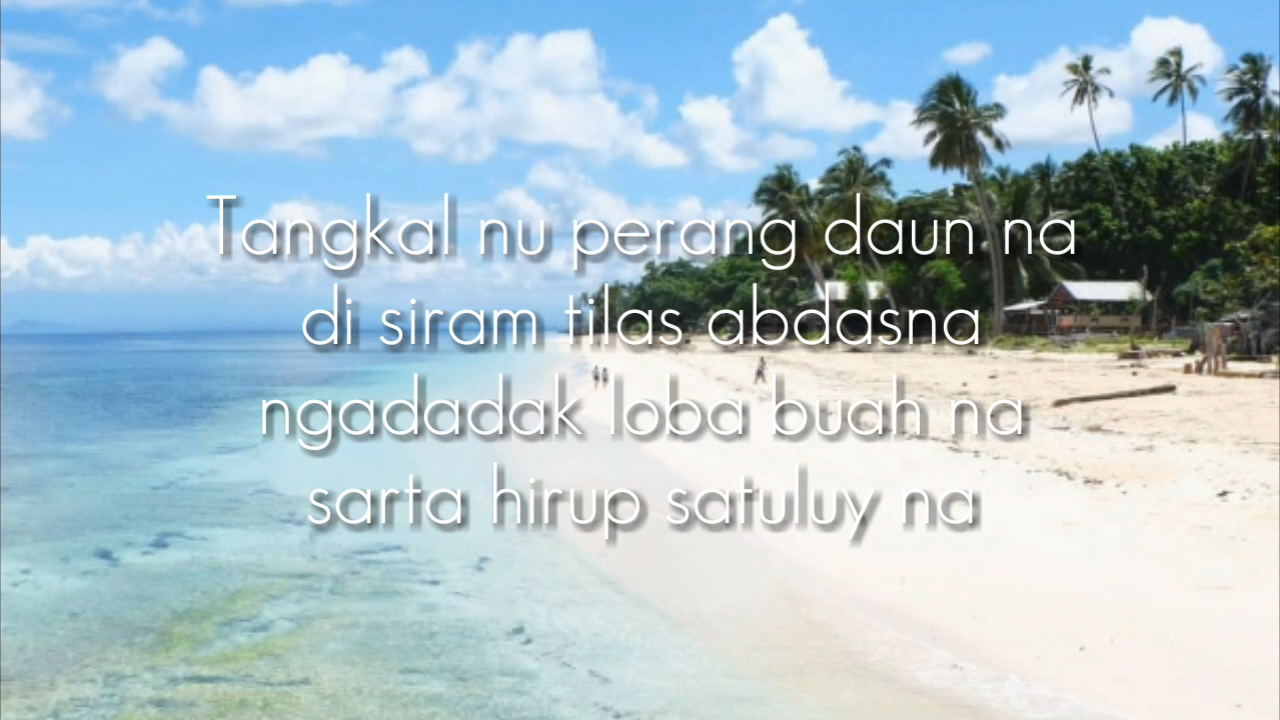 Tangkal nu perang daun na
di siram tilas abdasna
ngadadak loba buah na
sarta hirup satuluy na